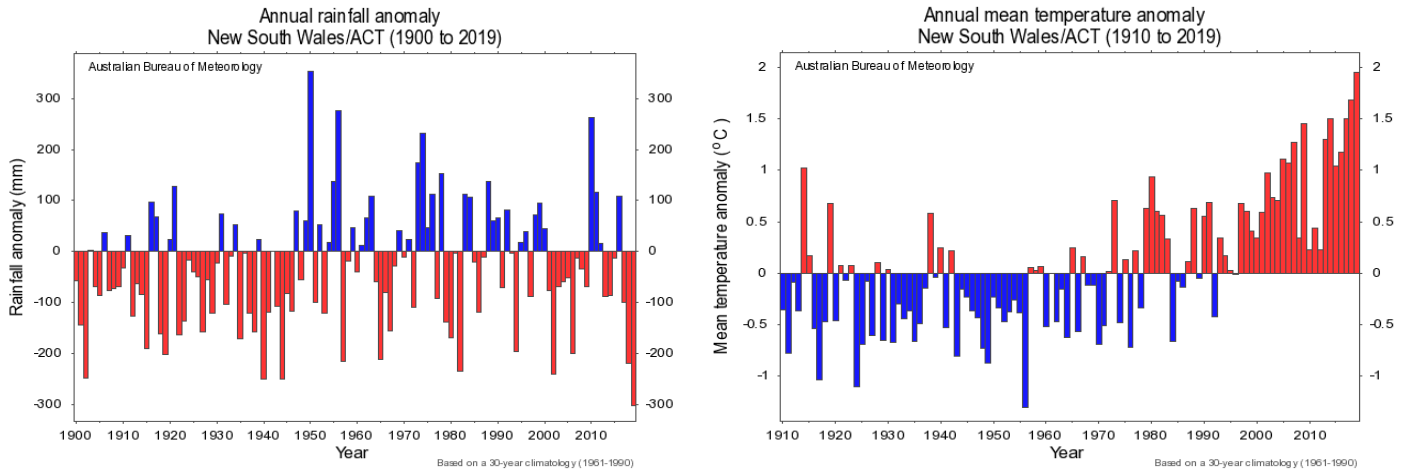 Annual rainfall anomaly
New South Wales/ACT (1900 to 2019)
Australian Bureau of Meteorology
Rainfall anomaly (mm)
300
200
100
0
-100
-200
-300
300
200
100
0
-100
-200
-300
1900 1910 1920 1930 1940 1950 1960 1970 1980 1990 2000 2010
Year
Based on a 30-year climatology (1961-1990)
Annual mean temperature anomaly
New South Wales/ACT (1910 to 2019)
Australian Bureau of Meteorology
Mean temperature anomaly (°C)
2
1.5
1
0.5
0
-0.5
-1
2
1.5
1
0.5
0
-0.5
-1
1910 1920 1930 1940 1950 1960 1970 1980 1990 2000 2010
Year
Based on a 30-year climatology (1961-1990)